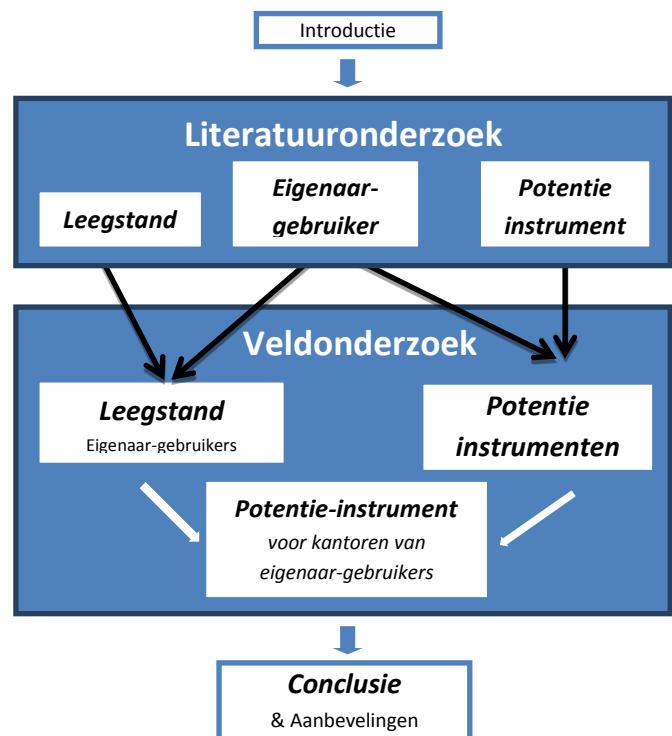 Introductie
Literatuuronderzoek
Leegstand
Eigenaar-
gebruiker
Potentie
instrument
Veldonderzoek
Leegstand
Eigenaar-gebruikers
Potentie
instrumenten
Potentie-instrument
voor kantoren van
eigenaar-gebruikers
Conclusie
& Aanbevelingen